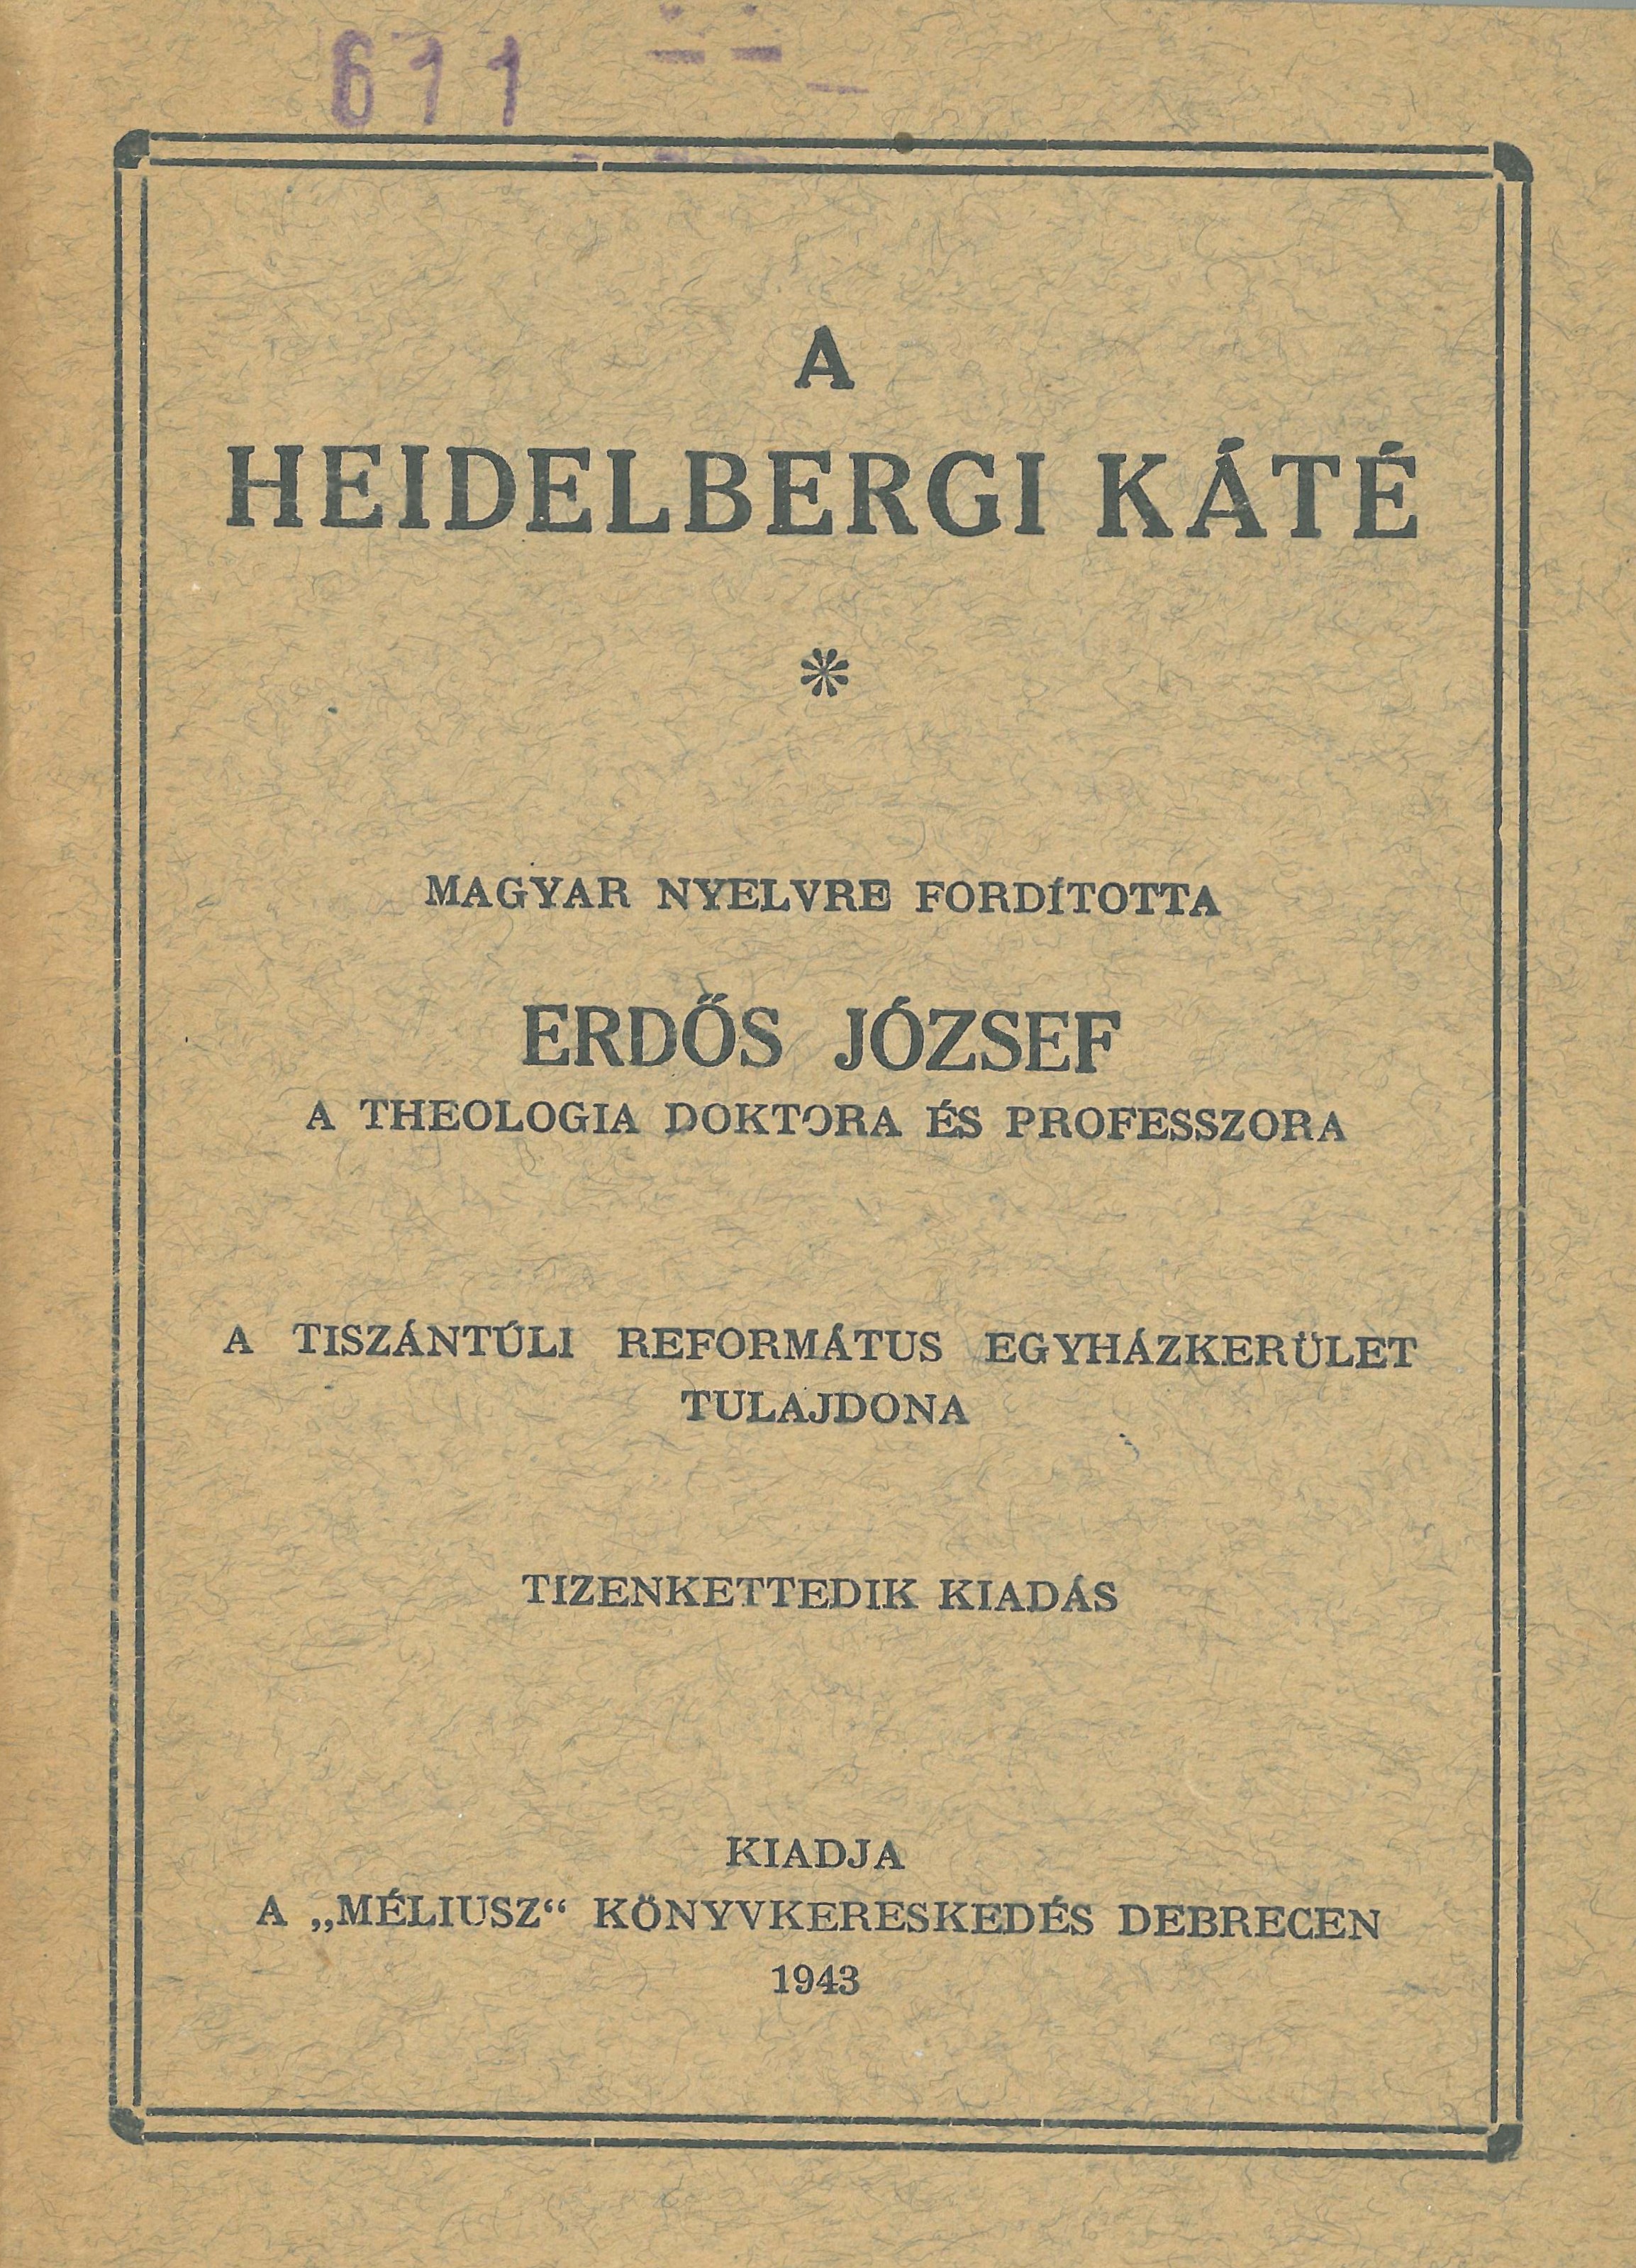 611
A
HEIDELBERGI KÁTÉ
*
MAGYAR NYELVRE FORDÍTOTTA
ERDŐS JÓZSEF
A THEOLOGIA DOKTORA ÉS PROFESSZORA
A TISZÁNTÚLI REFORMÁTUS EGYHÁZKERÜLET
TULAJDONA
TIZENKETTEDIK KIADÁS
KIADJA
A „MÉLIUSZ“ KÖNYVKERESKEDÉS DEBRECEN
1943